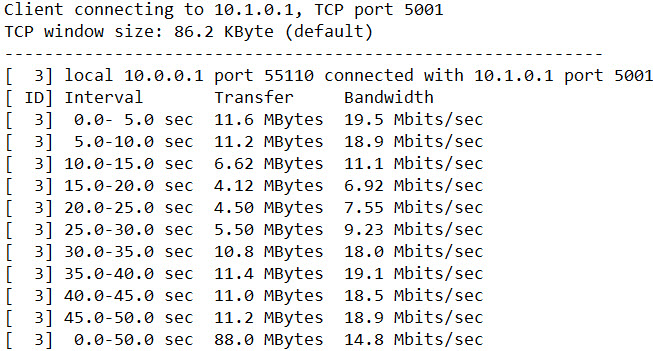 Client connecting to 10.1.0.1, TCP port 5001
TCP window size: 86.2 KByte (default)
------------------------------------------------------------
[  3] local 10.0.0.1 port 55110 connected with 10.1.0.1 port 5001
[ ID] Interval       Transfer     Bandwidth
[  3]  0.0- 5.0 sec  11.6 MBytes  19.5 Mbits/sec
[  3]  5.0-10.0 sec  11.2 MBytes  18.9 Mbits/sec
[  3] 10.0-15.0 sec  6.62 MBytes  11.1 Mbits/sec
[  3] 15.0-20.0 sec  4.12 MBytes  6.92 Mbits/sec
[  3] 20.0-25.0 sec  4.50 MBytes  7.55 Mbits/sec
[  3] 25.0-30.0 sec  5.50 MBytes  9.23 Mbits/sec
[  3] 30.0-35.0 sec  10.8 MBytes  18.0 Mbits/sec
[  3] 35.0-40.0 sec  11.4 MBytes  19.1 Mbits/sec
[  3] 40.0-45.0 sec  11.0 MBytes  18.5 Mbits/sec
[  3] 45.0-50.0 sec  11.2 MBytes  18.9 Mbits/sec
[  3]  0.0-50.0 sec  88.0 MBytes  14.8 Mbits/sec